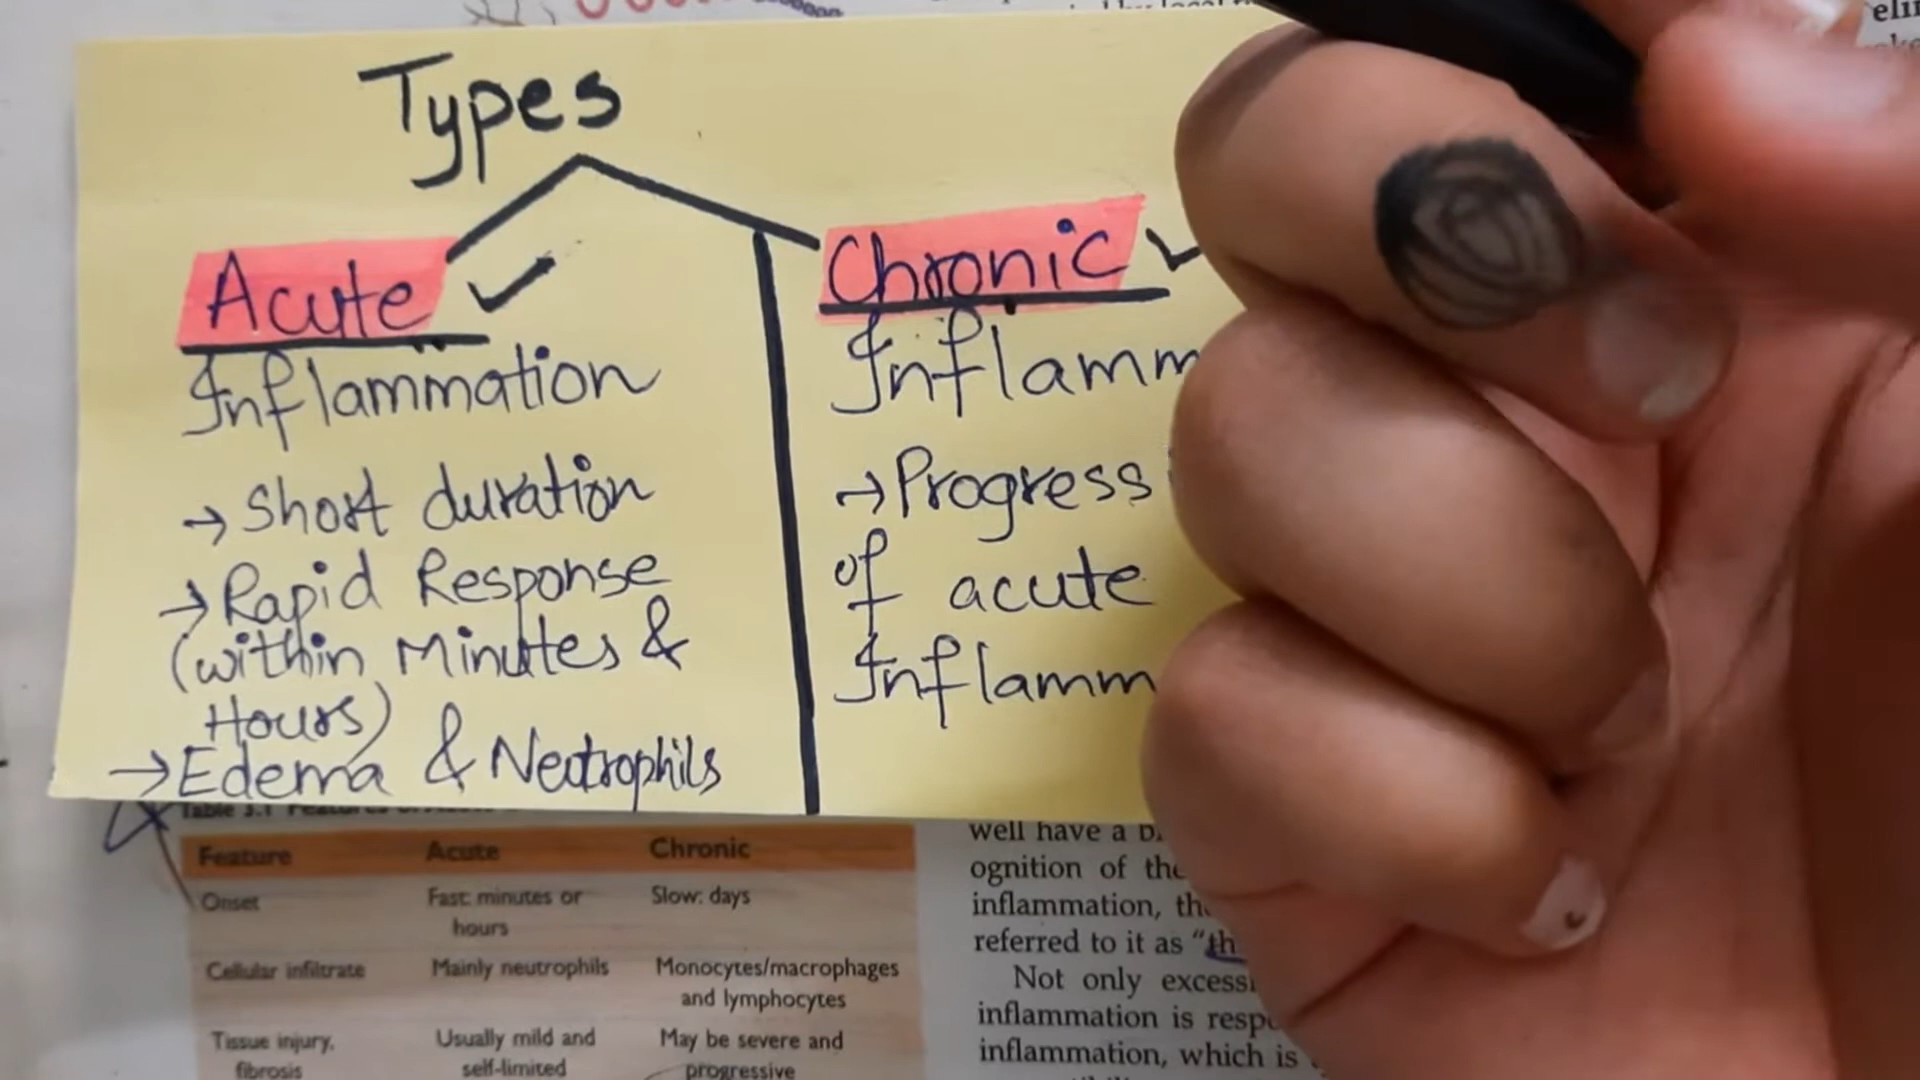 Types
Acute
Inflammation
→ Short duration
→ Rapid Response
(within Minutes &
Hours)
→ Edema & Neutrophils
Chronic
Inflamm
→ Progress
of acute
Inflamm
Feature Acute Chronic
Onset Fast: minutes or hours Slow: days
Cellular infiltrate Mainly neutrophils Monocytes/macrophages
and lymphocytes
Tissue injury, Usually mild and May be severe and
fibrosis self-limited progressive
well have a
ognition of the
inflammation,
referred to it as "th
Not only excessi
inflammation is resp
inflammation, which is